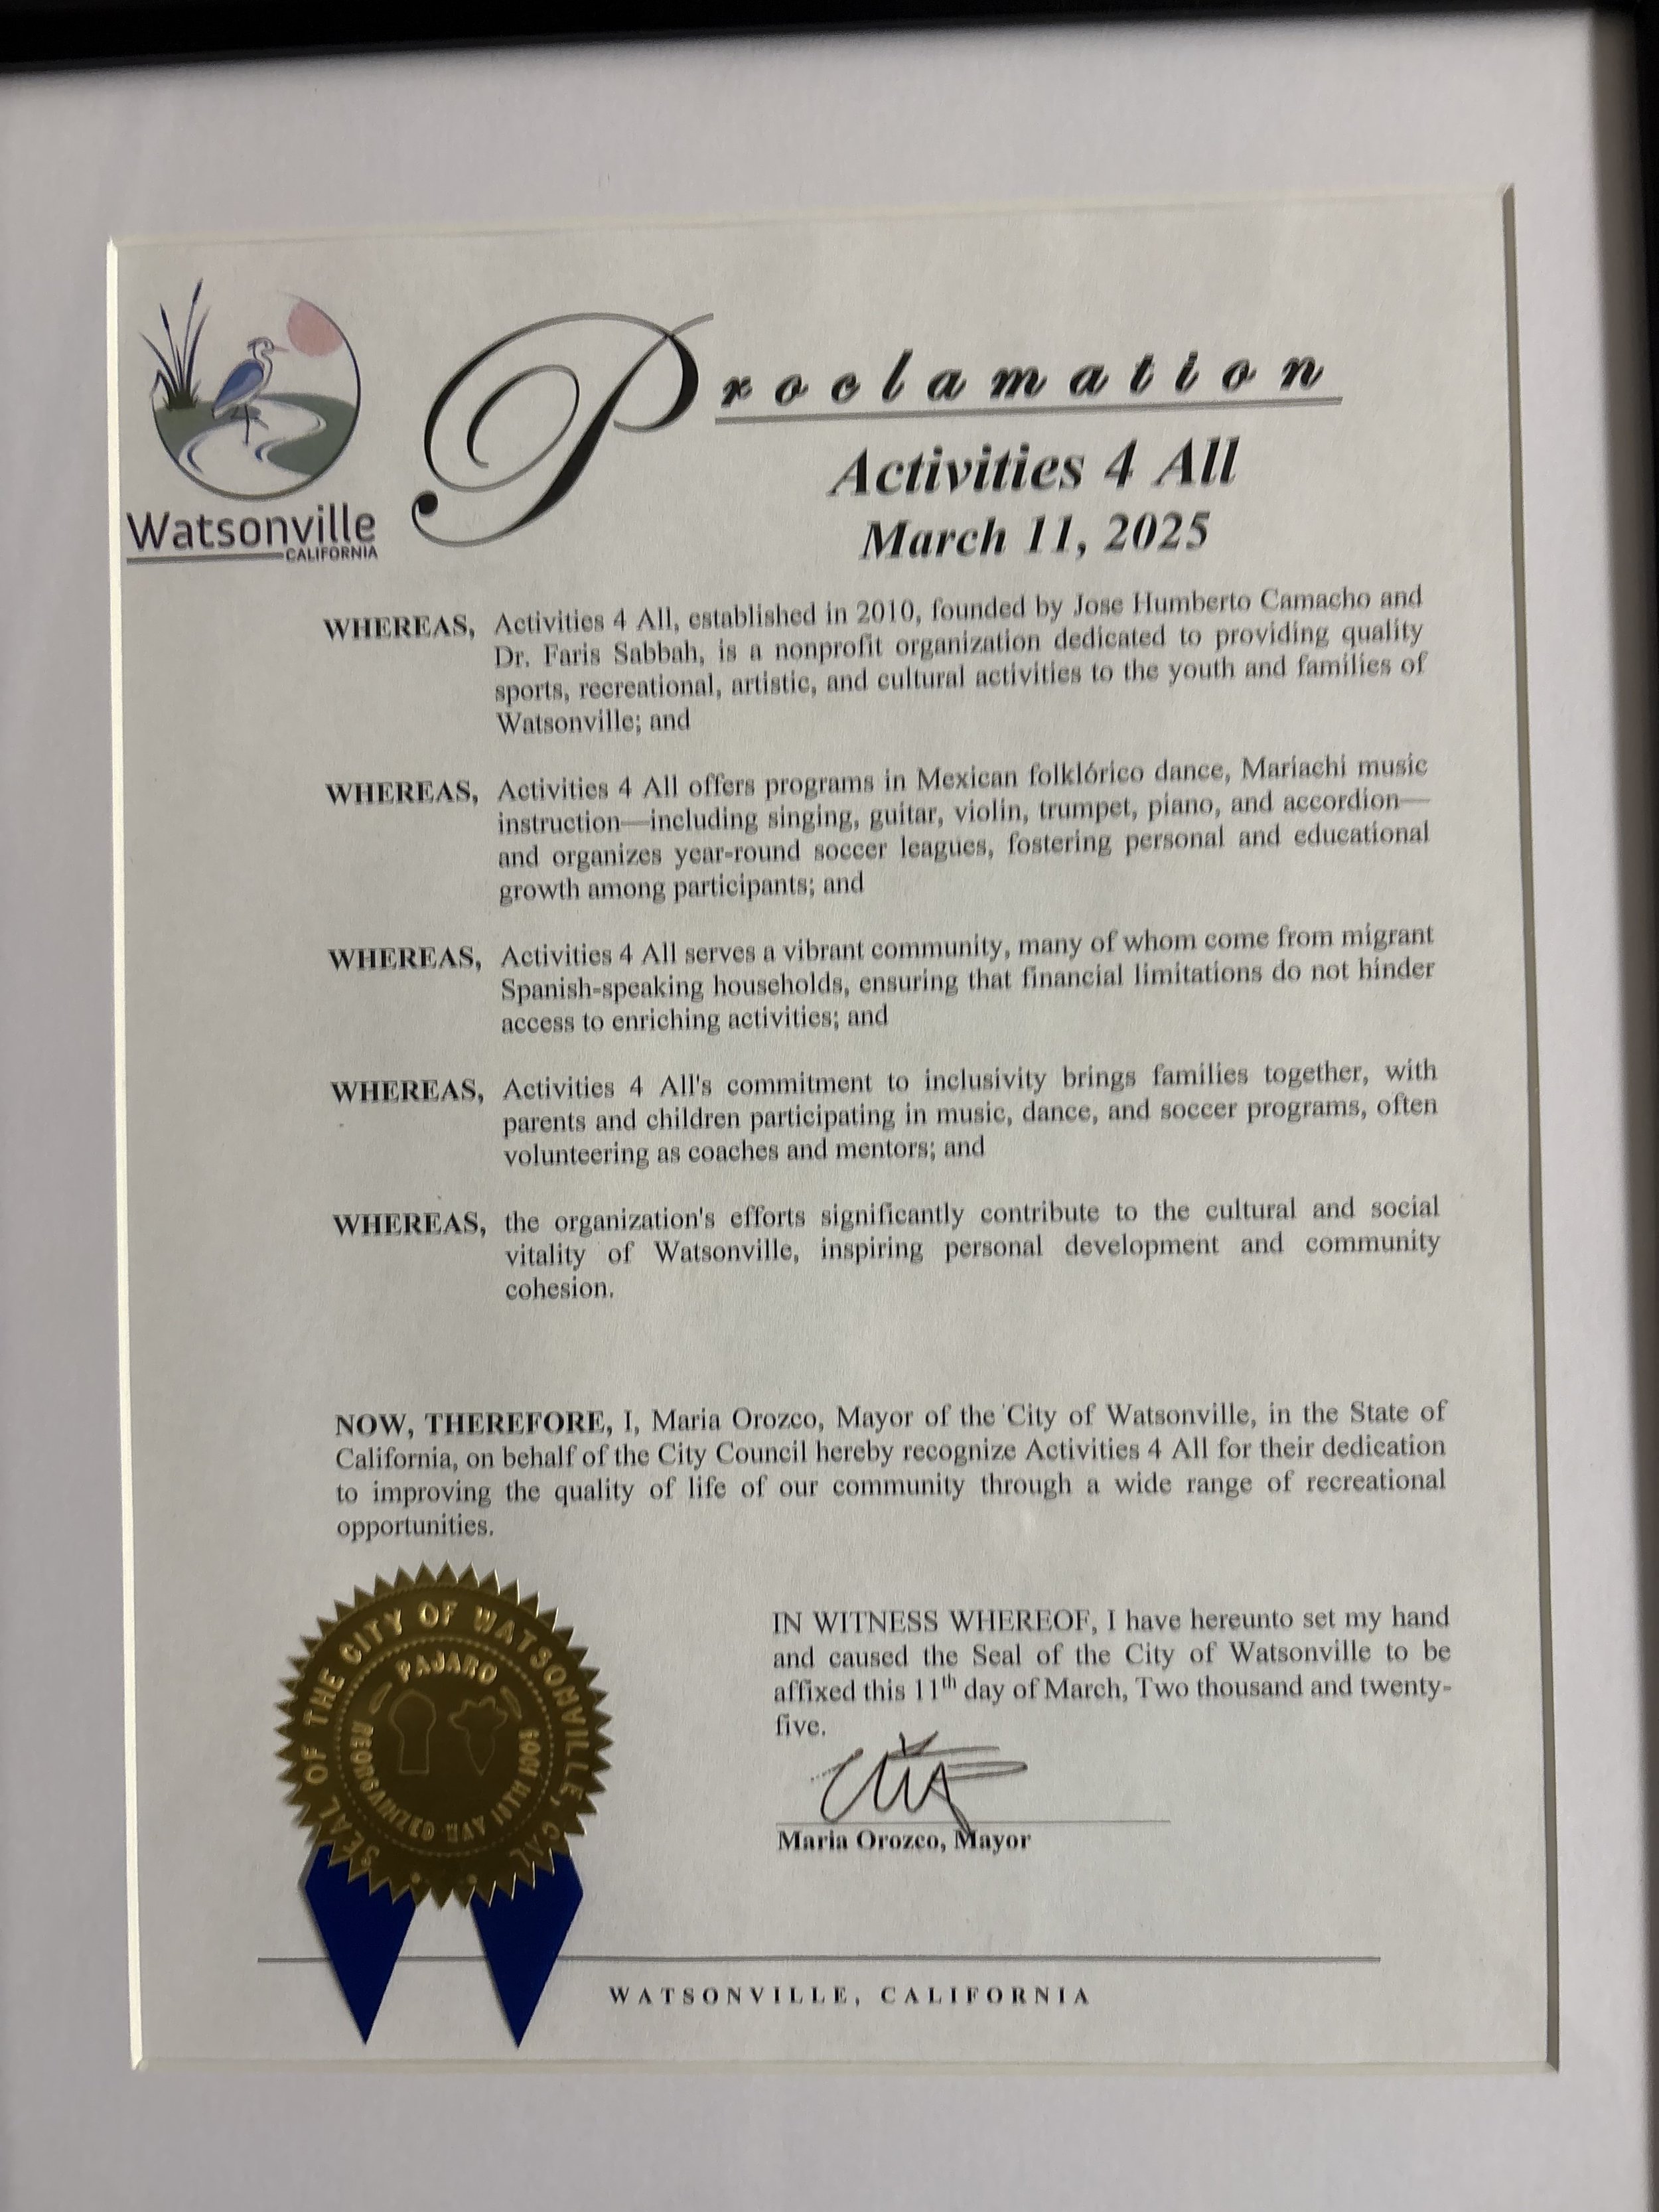 Proclamation
Activities 4 All
March 11, 2025
Watsonville
CALIFORNIA
WHEREAS, Activities 4 All, established in 2010, founded by Jose Humberto Camacho and
Dr. Faris Sabbah, is a nonprofit organization dedicated to providing quality
sports, recreational, artistic, and cultural activities to the youth and families of
Watsonville; and
WHEREAS, Activities 4 All offers programs in Mexican folklórico dance, Mariachi music
instruction—including singing, guitar, violin, trumpet, piano, and accordion—
and organizes year-round soccer leagues, fostering personal and educational
growth among participants; and
WHEREAS, Activities 4 All serves a vibrant community, many of whom come from migrant
Spanish-speaking households, ensuring that financial limitations do not hinder
access to enriching activities; and
WHEREAS, Activities 4 All's commitment to inclusivity brings families together, with
parents and children participating in music, dance, and soccer programs, often
volunteering as coaches and mentors; and
WHEREAS, the organization's efforts significantly contribute to the cultural and social
vitality of Watsonville, inspiring personal development and community
cohesion.
NOW, THEREFORE, I, Maria Orozco, Mayor of the City of Watsonville, in the State of
California, on behalf of the City Council hereby recognize Activities 4 All for their dedication
to improving the quality of life of our community through a wide range of recreational
opportunities.
IN WITNESS WHEREOF, I have hereunto set my hand
and caused the Seal of the City of Watsonville to be
affixed this 11th day of March, Two thousand and twenty-
five.
Maria Orozco, Mayor
SEAL OF THE CITY OF WATSONVILLE, CAL
PAJARO
WATSONVILLE, CALIFORNIA